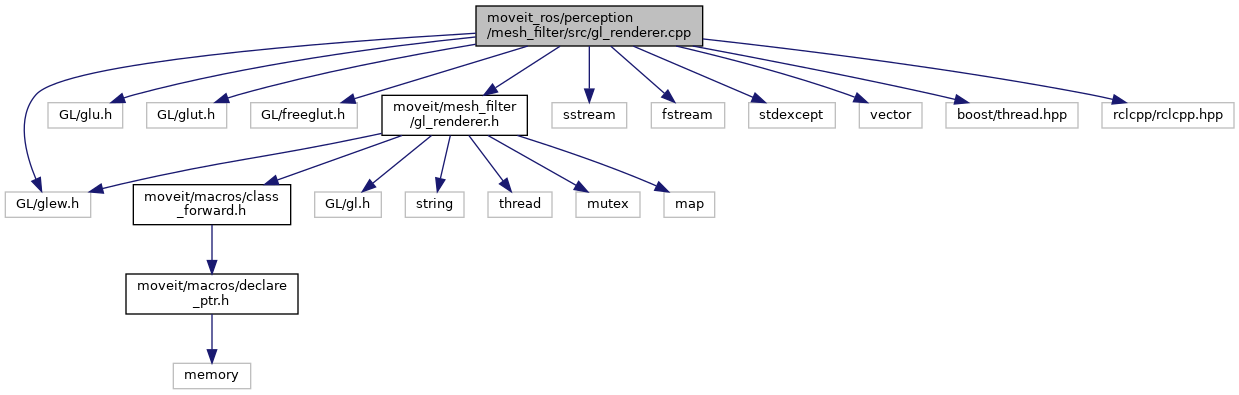 moveit_ros/perception
/mesh_filter/src/gl_renderer.cpp
GL/glu.h
GL/glut.h
GL/freeglut.h
moveit/mesh_filter
/gl_renderer.h
sstream
fstream
stdexcept
vector
boost/thread.hpp
rclcpp/rclcpp.hpp
GL/glew.h
moveit/macros/class
_forward.h
GL/gl.h
string
thread
mutex
map
moveit/macros/declare
_ptr.h
memory